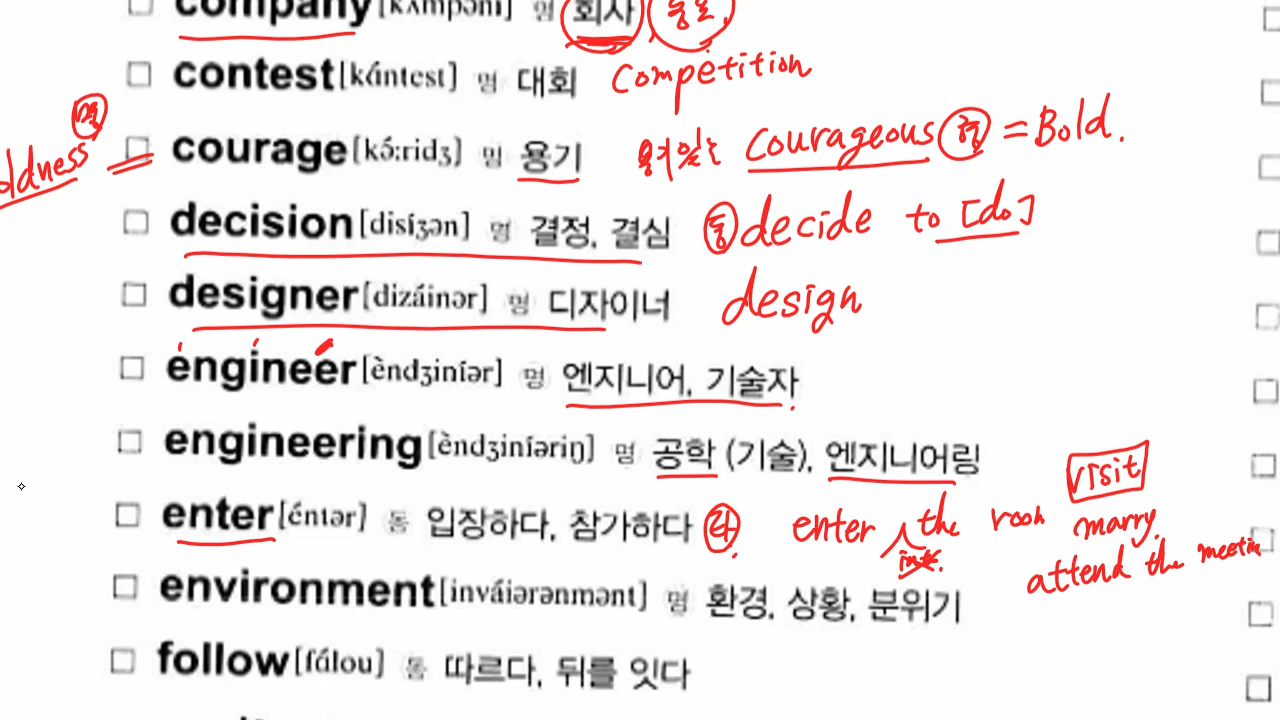 company [kʌ́mpəni] 명 회사
contest [kántest] 명 대회 Competition
명
oldness
courage [kə́:ridʒ] 명 용기 용기있는 Courageous 형 = Bold.
decision [disíʒən] 명 결정, 결심 동 decide to [do]
designer [dizáinər] 명 디자이너 design
engineer [èndʒiníər] 명 엔지니어, 기술자
engineering [èndʒiníəriŋ] 명 공학 (기술), 엔지니어링
visit
enter [éntər] 동 입장하다, 참가하다 타 enter the room marry.
into.
attend the meetin
environment [inváiərənmənt] 명 환경, 상황, 분위기
follow [fálou] 동 따르다, 뒤를 잇다